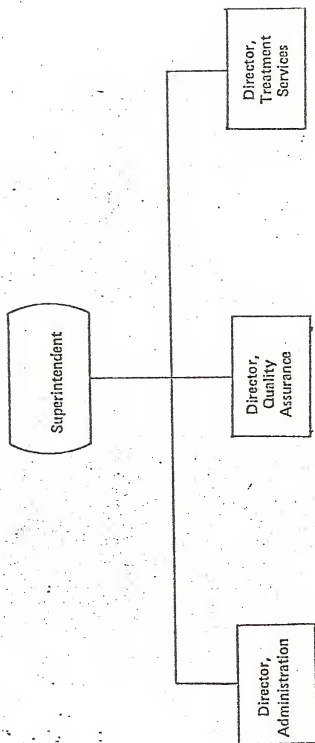 Superintendent
Director,
Administration
Director,
Quality
Assurance
Director,
Treatment
Services